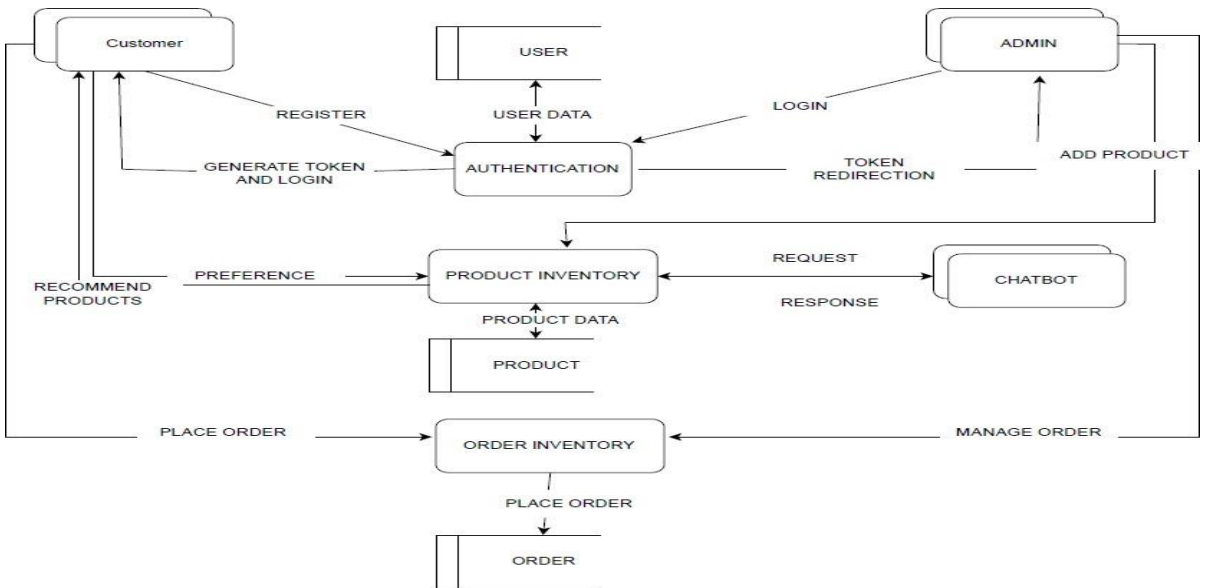 Customer
USER
ADMIN
REGISTER
USER DATA
LOGIN
GENERATE TOKEN
AND LOGIN
AUTHENTICATION
TOKEN
REDIRECTION
ADD PRODUCT
RECOMMEND
PRODUCTS
PREFERENCE
PRODUCT INVENTORY
REQUEST
RESPONSE
CHATBOT
PRODUCT DATA
PRODUCT
PLACE ORDER
ORDER INVENTORY
MANAGE ORDER
PLACE ORDER
ORDER